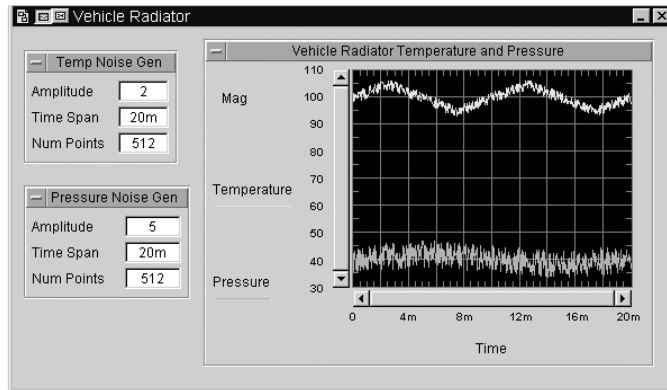 Vehicle Radiator
Temp Noise Gen
Amplitude 2
Time Span 20m
Num Points 512
Pressure Noise Gen
Amplitude 5
Time Span 20m
Num Points 512
Vehicle Radiator Temperature and Pressure
Mag
Temperature
Pressure
110
100
90
80
70
60
50
40
30
0 4m 8m 12m 16m 20m
Time